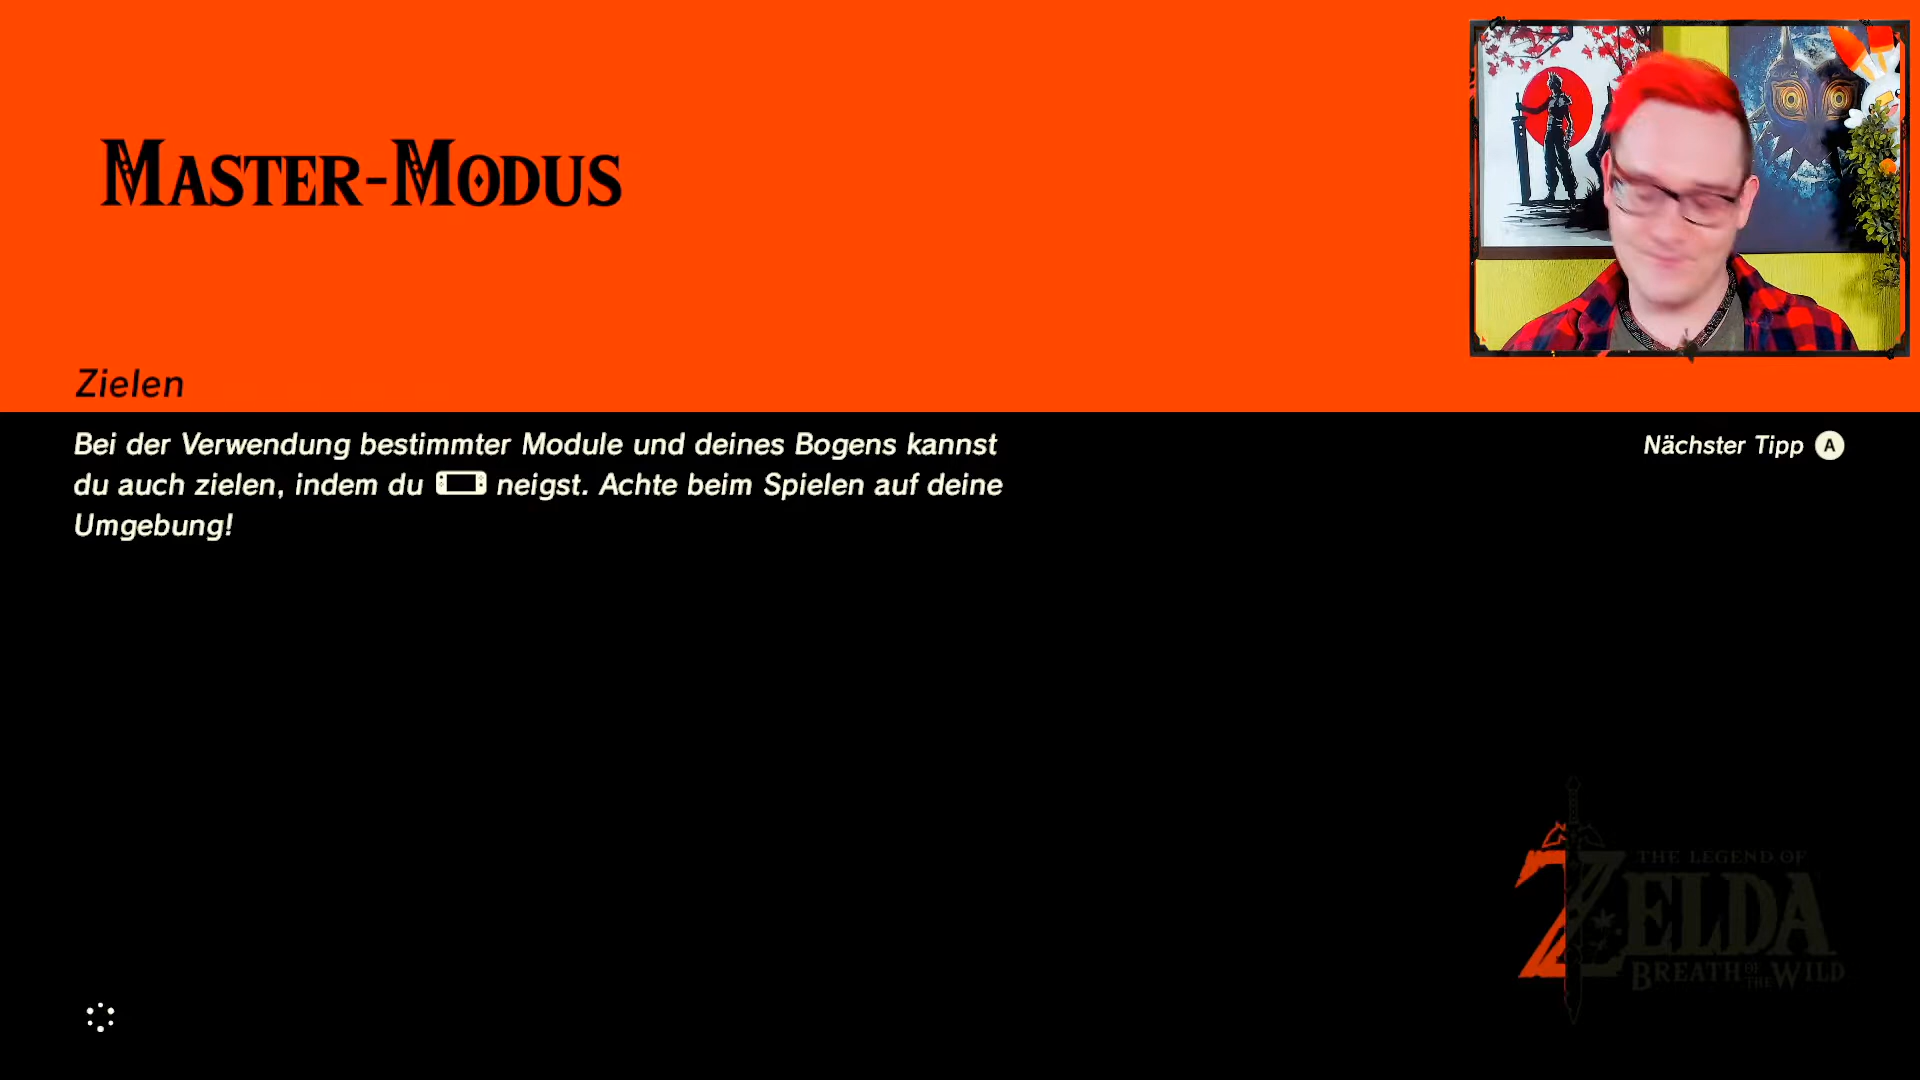 MASTER-MODUS
Zielen
Bei der Verwendung bestimmter Module und deines Bogens kannst
du auch zielen, indem du neigst. Achte beim Spielen auf deine
Umgebung!
Nächster Tipp A
THE LEGEND OF
ZELDA
BREATH OF THE WILD